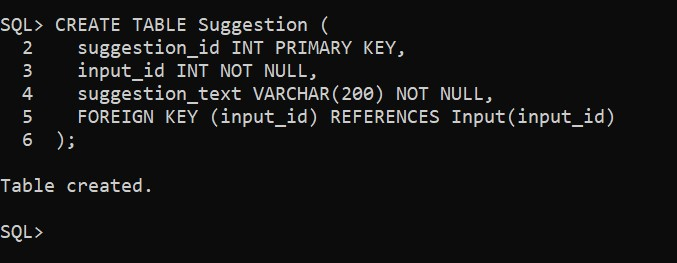 SQL> CREATE TABLE Suggestion (
  2    suggestion_id INT PRIMARY KEY,
  3    input_id INT NOT NULL,
  4    suggestion_text VARCHAR(200) NOT NULL,
  5    FOREIGN KEY (input_id) REFERENCES Input(input_id)
  6  );
Table created.
SQL>